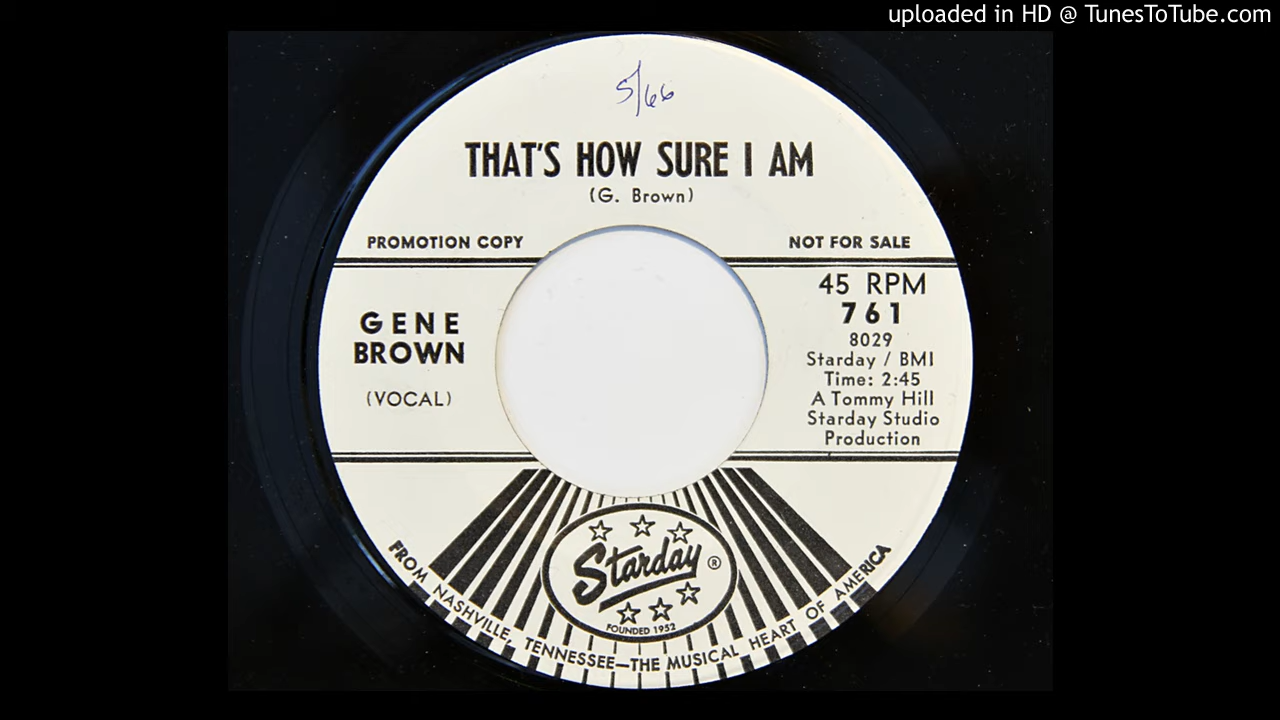 uploaded in HD @ TunesToTube.com
5/66
THAT'S HOW SURE I AM
(G. Brown)
PROMOTION COPY
NOT FOR SALE
GENE
BROWN
(VOCAL)
45 RPM
761
8029
Starday / BMI
Time: 2:45
A Tommy Hill
Starday Studio
Production
Starday ®
FOUNDED 1952
FROM NASHVILLE, TENNESSEE—THE MUSICAL HEART OF AMERICA